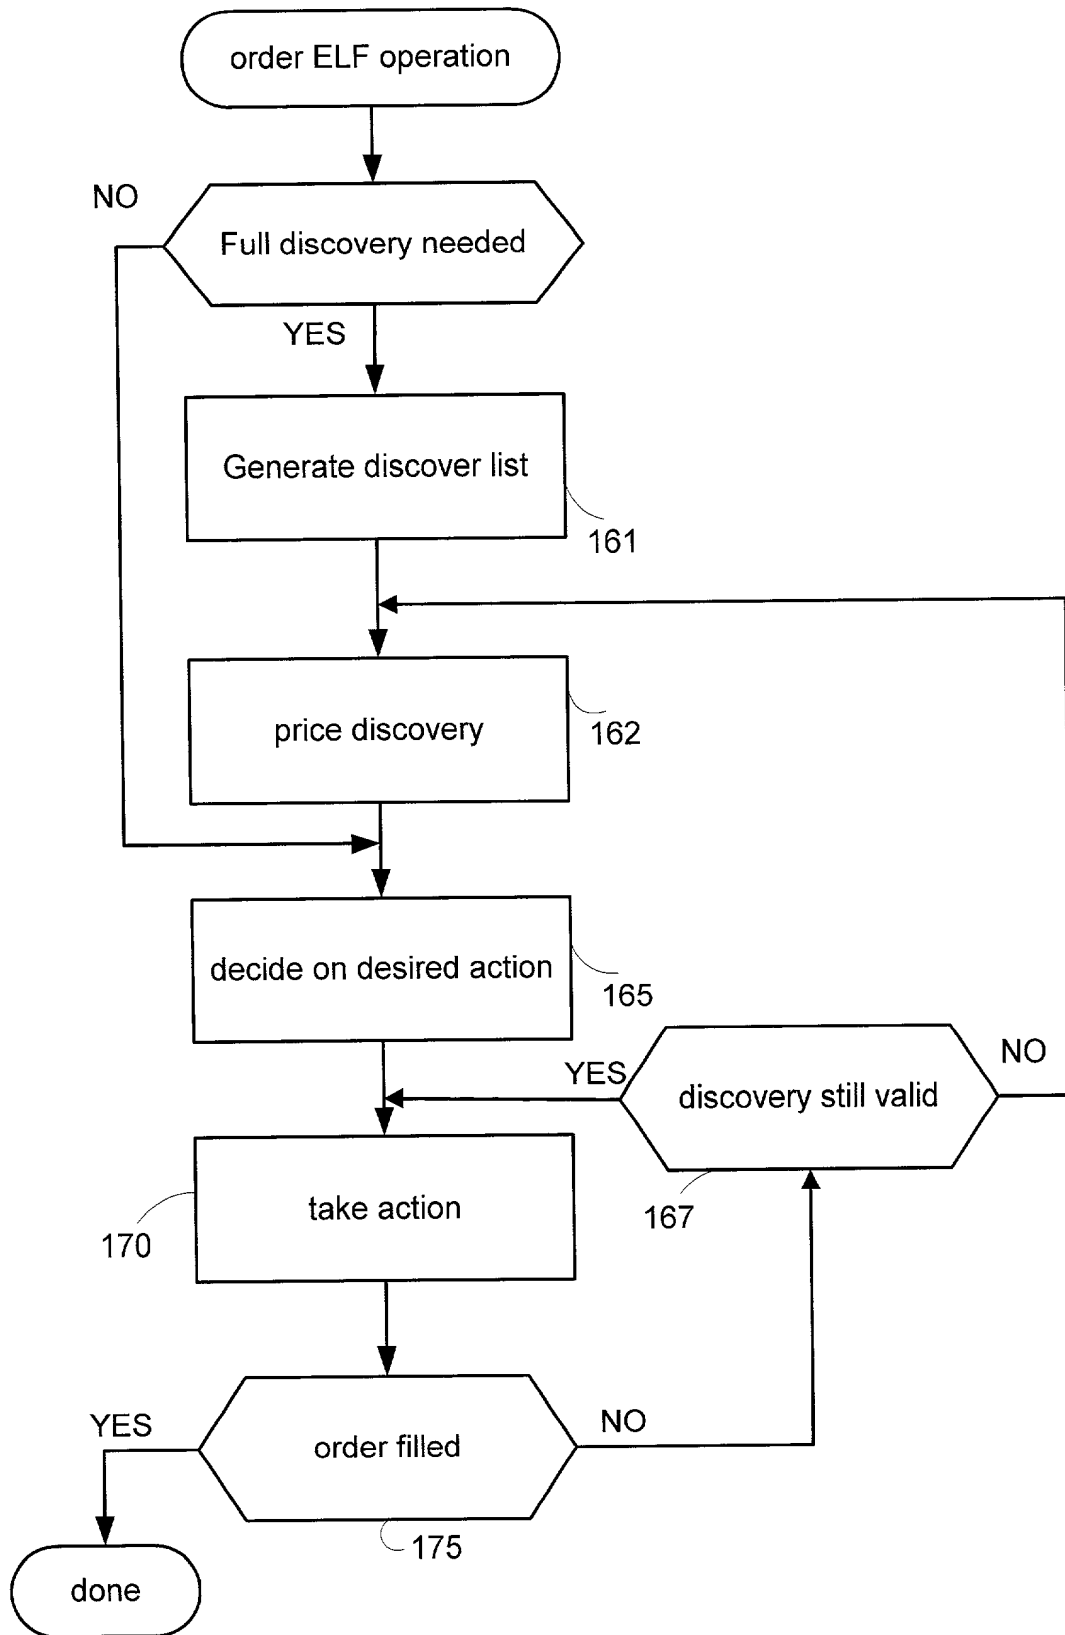 order ELF operation
NO
Full discovery needed
YES
Generate discover list
161
price discovery
162
decide on desired action
165
YES
discovery still valid
NO
167
take action
170
YES
order filled
NO
175
done